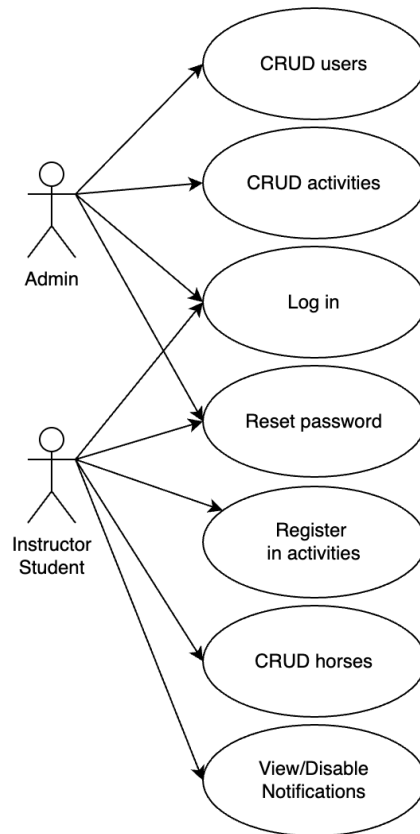 CRUD users
CRUD activities
Admin
Log in
Reset password
Instructor
Student
Register
in activities
CRUD horses
View/Disable
Notifications